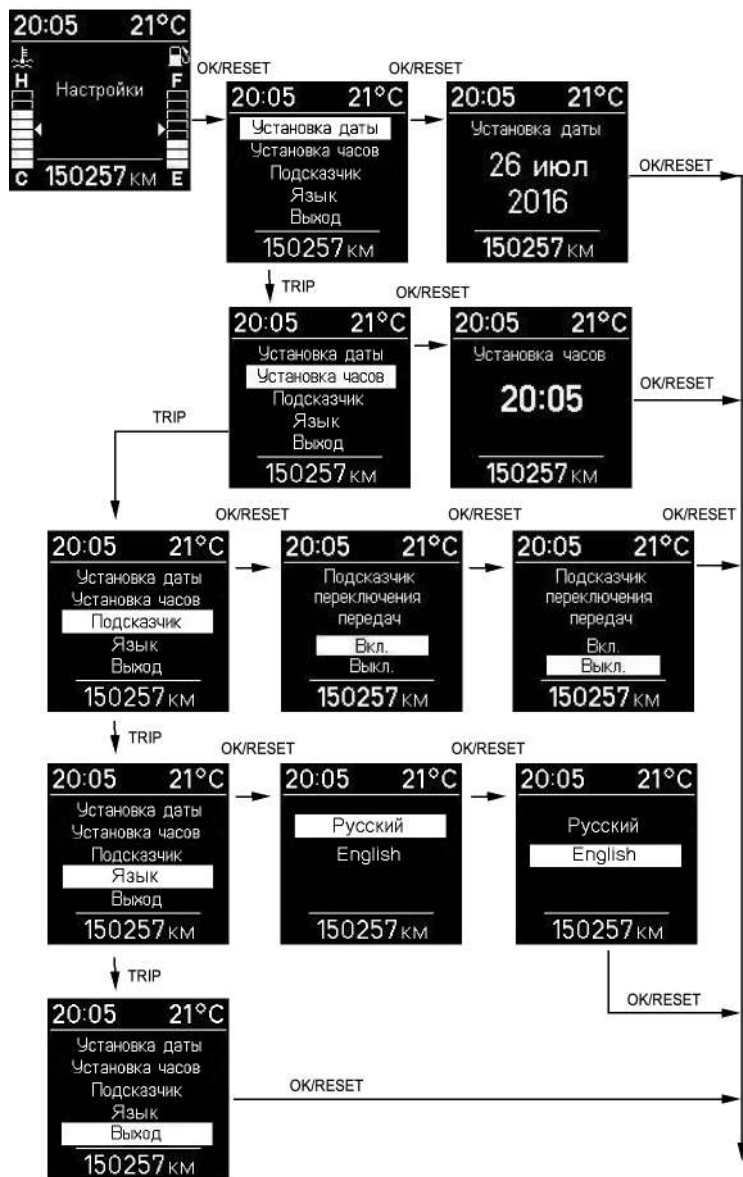 20:05 21°C
H F
Настройки
C 150257 км E
OK/RESET
OK/RESET
20:05 21°C
Установка даты
Установка часов
Подсказчик
Язык
Выход
150257 км
20:05 21°C
Установка даты
26 июл
2016
150257 км
OK/RESET
TRIP
OK/RESET
20:05 21°C
Установка даты
Установка часов
Подсказчик
Язык
Выход
150257 км
20:05 21°C
Установка часов
20:05
150257 км
OK/RESET
TRIP
OK/RESET
OK/RESET
OK/RESET
20:05 21°C
Установка даты
Установка часов
Подсказчик
Язык
Выход
150257 км
20:05 21°C
Подсказчик
переключения
передач
Вкл.
Выкл.
150257 км
20:05 21°C
Подсказчик
переключения
передач
Вкл.
Выкл.
150257 км
TRIP
OK/RESET
OK/RESET
20:05 21°C
Установка даты
Установка часов
Подсказчик
Язык
Выход
150257 км
20:05 21°C
Русский
English
150257 км
20:05 21°C
Русский
English
150257 км
TRIP
OK/RESET
20:05 21°C
Установка даты
Установка часов
Подсказчик
Язык
Выход
150257 км
OK/RESET